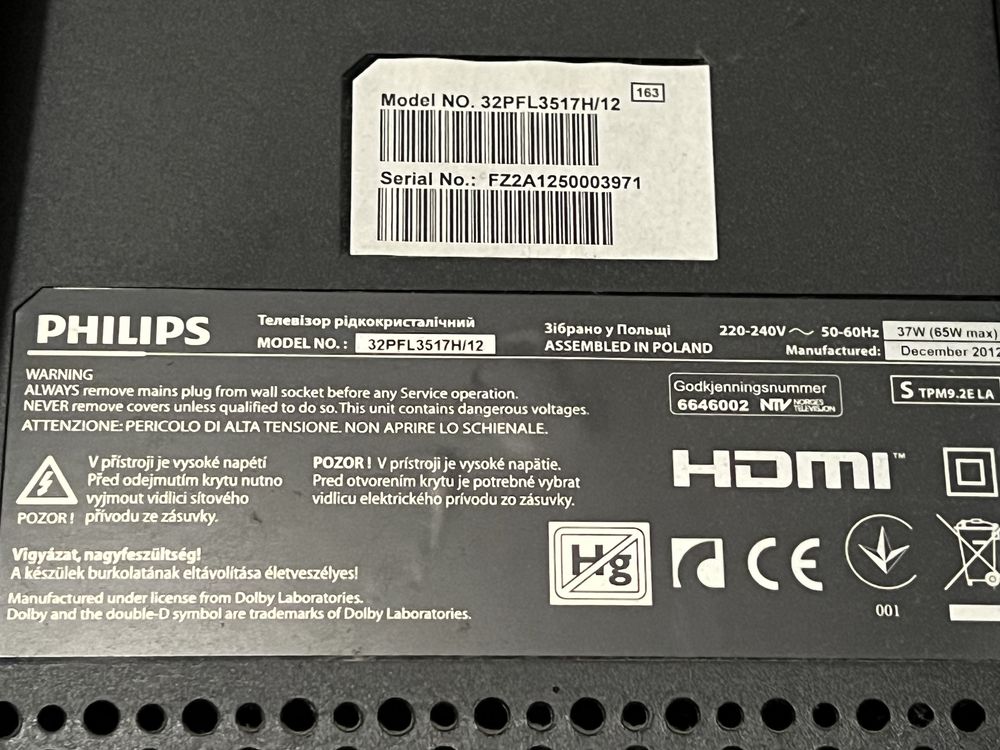 Model NO. 32PFL3517H/12
163
Serial No.: FZ2A1250003971
PHILIPS
Телевізор рідкокристалічний
MODEL NO. : 32PFL3517H/12
Зібрано у Польщі
ASSEMBLED IN POLAND
220-240V ~ 50-60Hz 37W (65W max)
Manufactured: December 2012
WARNING
ALWAYS remove mains plug from wall socket before any Service operation.
NEVER remove covers unless qualified to do so. This unit contains dangerous voltages.
ATTENZIONE: PERICOLO DI ALTA TENSIONE. NON APRIRE LO SCHIENALE.
Godkjenningsnummer
6646002 NTV NORGES TELEVISJON
S TPM9.2E LA
POZOR !
V přístroji je vysoké napětí
Před odejmutím krytu nutno
vyjmout vidlici síťového
přívodu ze zásuvky.
POZOR ! V prístroji je vysoké napätie.
Pred otvorením krytu je potrebné vybrat
vidlicu elektrického prívodu zo zásuvky.
HDMI™
Vigyázat, nagyfeszültség!
A készülek burkolatának eltávolítása életveszélyes!
Manufactured under license from Dolby Laboratories.
Dolby and the double-D symbol are trademarks of Dolby Laboratories.
Hg
CE
001